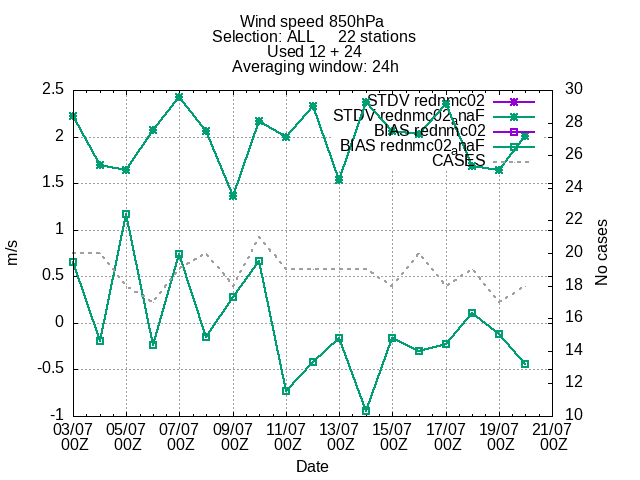 Wind speed 850hPa
Selection: ALL 22 stations
Used 12 + 24
Averaging window: 24h
STDV rednmc02
STDV rednmc02anaF
BIAS rednmc02
BIAS rednmc02anaF
CASES
2.5
2
1.5
1
0.5
0
-0.5
-1
m/s
30
28
26
24
22
20
18
16
14
12
10
No cases
03/07 05/07 07/07 09/07 11/07 13/07 15/07 17/07 19/07 21/07
00Z 00Z 00Z 00Z 00Z 00Z 00Z 00Z 00Z 00Z
Date